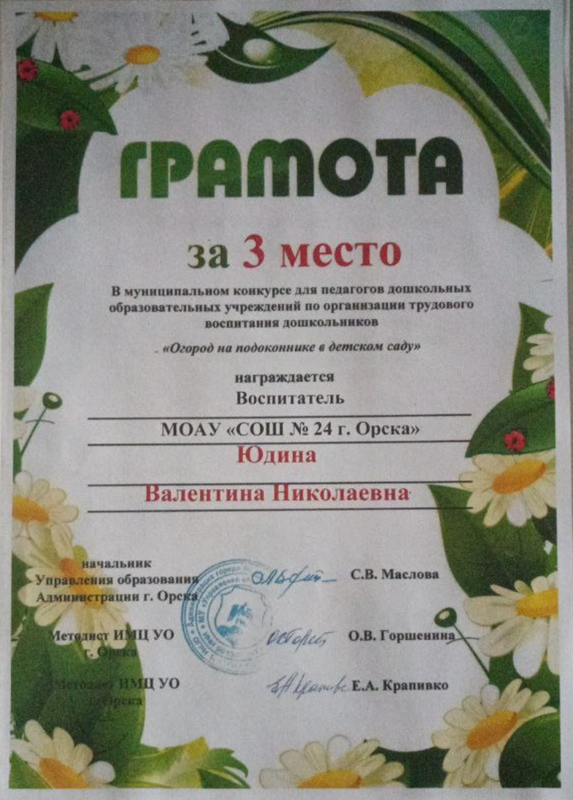 ГРАМОТА
за 3 место
В муниципальном конкурсе для педагогов дошкольных
образовательных учреждений по организации трудового
воспитания дошкольников
«Огород на подоконнике в детском саду»
награждается
Воспитатель
МОАУ «СОШ № 24 г. Орска»
Юдина
Валентина Николаевна
начальник
Управления образования
Администрации г. Орска
С.В. Маслова
Методист ИМЦ УО
г. Орска
О.В. Горшенина
Методист ИМЦ УО
г. Орска
Е.А. Крапивко